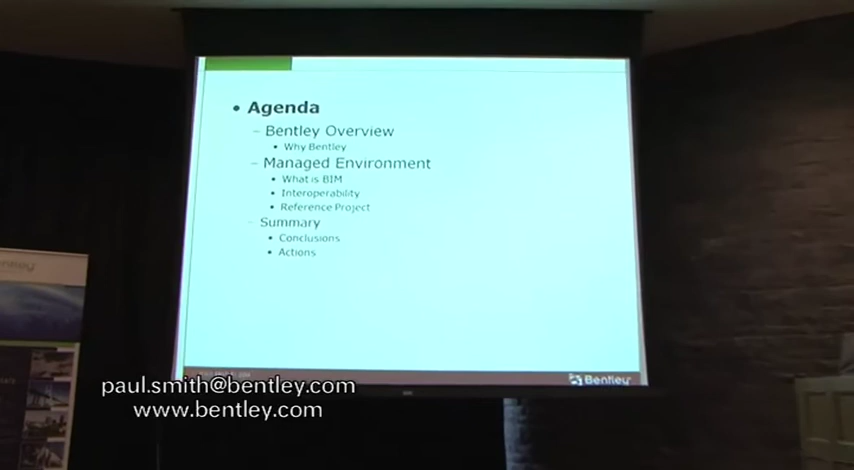 • Agenda
– Bentley Overview
• Why Bentley
– Managed Environment
• What is BIM
• Interoperability
• Reference Project
– Summary
• Conclusions
• Actions
Bentley
paul.smith@bentley.com
www.bentley.com